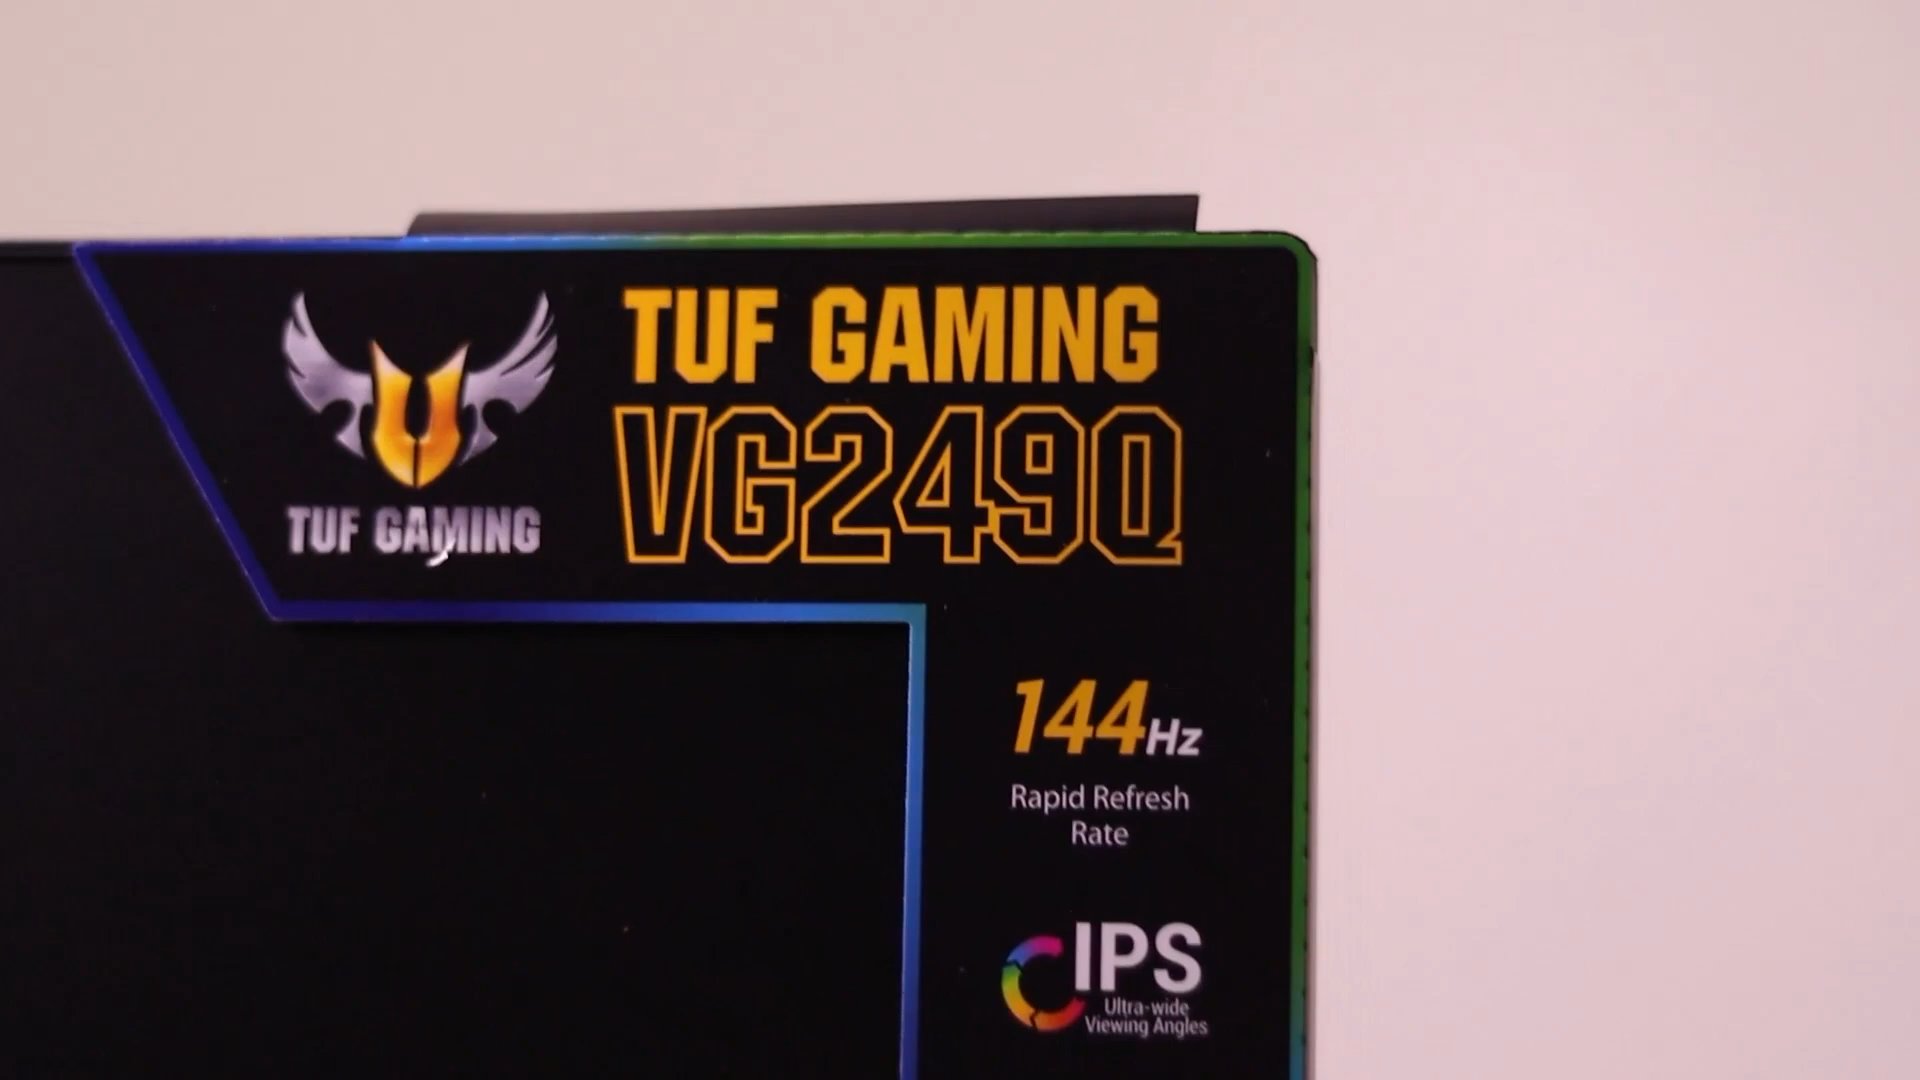 TUF GAMING
VG249Q
TUF GAMING
144Hz
Rapid Refresh
Rate
IPS
Ultra-wide
Viewing Angles